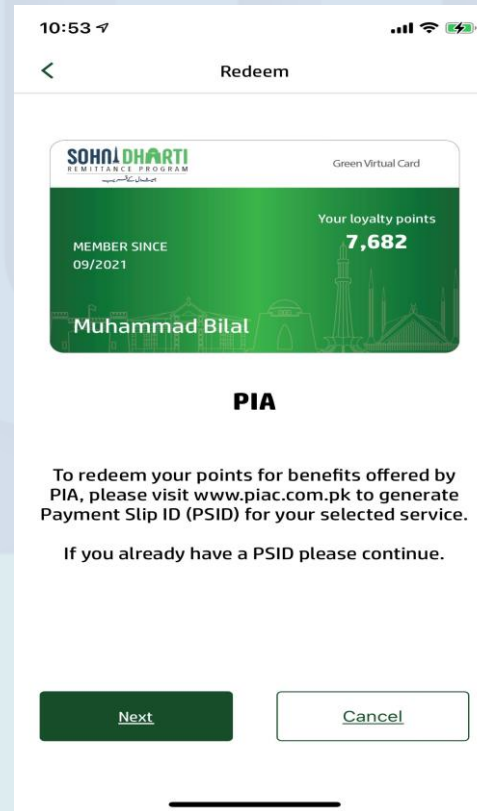 10:53
Redeem
SOHNI DHARTI
REMITTANCE PROGRAM
Green Virtual Card
Your loyalty points
7,682
MEMBER SINCE
09/2021
Muhammad Bilal
PIA
To redeem your points for benefits offered by
PIA, please visit www.piac.com.pk to generate
Payment Slip ID (PSID) for your selected service.
If you already have a PSID please continue.
Next
Cancel